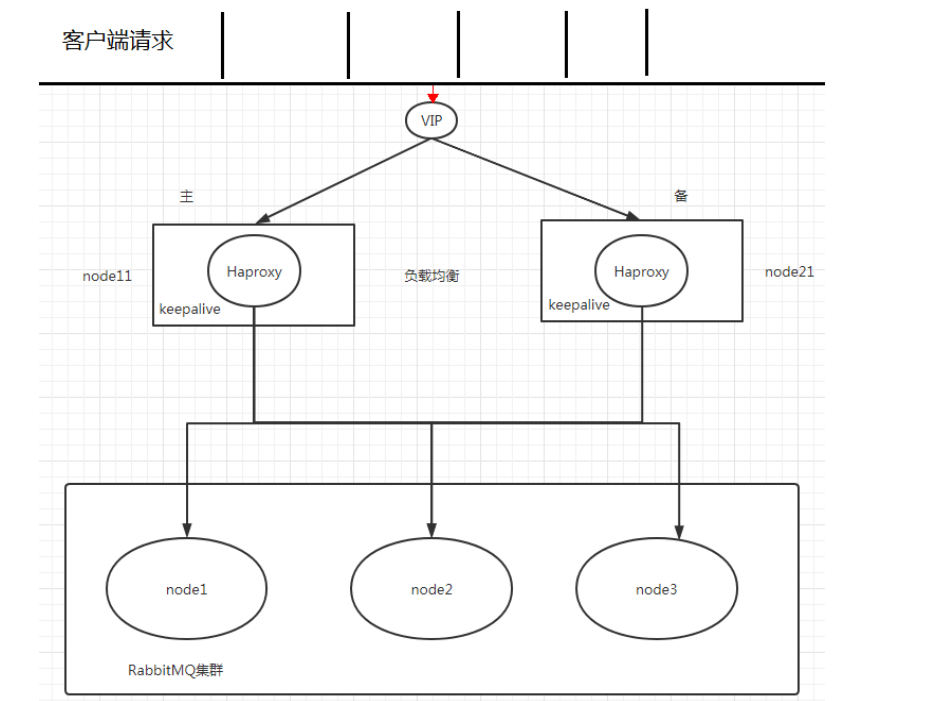 客户端请求
VIP
主
备
node11
Haproxy
keepalive
负载均衡
Haproxy
keepalive
node21
node1
node2
node3
RabbitMQ集群